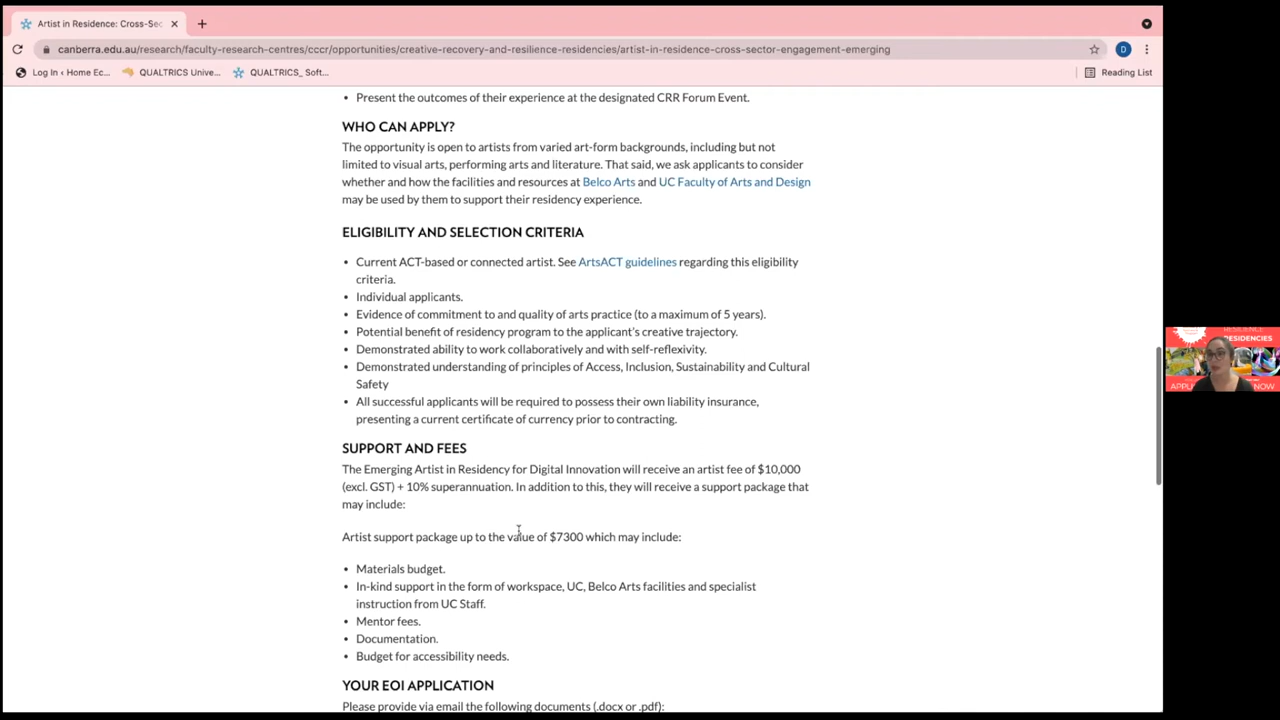 Artist in Residence: Cross-Sec
canberra.edu.au/research/faculty-research-centres/cccr/opportunities/creative-recovery-and-resilience-residencies/artist-in-residence-cross-sector-engagement-emerging
D
Log In ‹ Home Ec...
QUALTRICS Unive...
QUALTRICS_ Soft...
Reading List
• Present the outcomes of their experience at the designated CRR Forum Event.
WHO CAN APPLY?
The opportunity is open to artists from varied art-form backgrounds, including but not
limited to visual arts, performing arts and literature. That said, we ask applicants to consider
whether and how the facilities and resources at Belco Arts and UC Faculty of Arts and Design
may be used by them to support their residency experience.
ELIGIBILITY AND SELECTION CRITERIA
• Current ACT-based or connected artist. See ArtsACT guidelines regarding this eligibility
criteria.
• Individual applicants.
• Evidence of commitment to and quality of arts practice (to a maximum of 5 years).
• Potential benefit of residency program to the applicant's creative trajectory.
• Demonstrated ability to work collaboratively and with self-reflexivity.
• Demonstrated understanding of principles of Access, Inclusion, Sustainability and Cultural
Safety
• All successful applicants will be required to possess their own liability insurance,
presenting a current certificate of currency prior to contracting.
SUPPORT AND FEES
The Emerging Artist in Residency for Digital Innovation will receive an artist fee of $10,000
(excl. GST) + 10% superannuation. In addition to this, they will receive a support package that
may include:
Artist support package up to the value of $7300 which may include:
• Materials budget.
• In-kind support in the form of workspace, UC, Belco Arts facilities and specialist
instruction from UC Staff.
• Mentor fees.
• Documentation.
• Budget for accessibility needs.
YOUR EOI APPLICATION
Please provide via email the following documents (.docx or .pdf):
RESIDENCE
RESIDENCIES
NOW